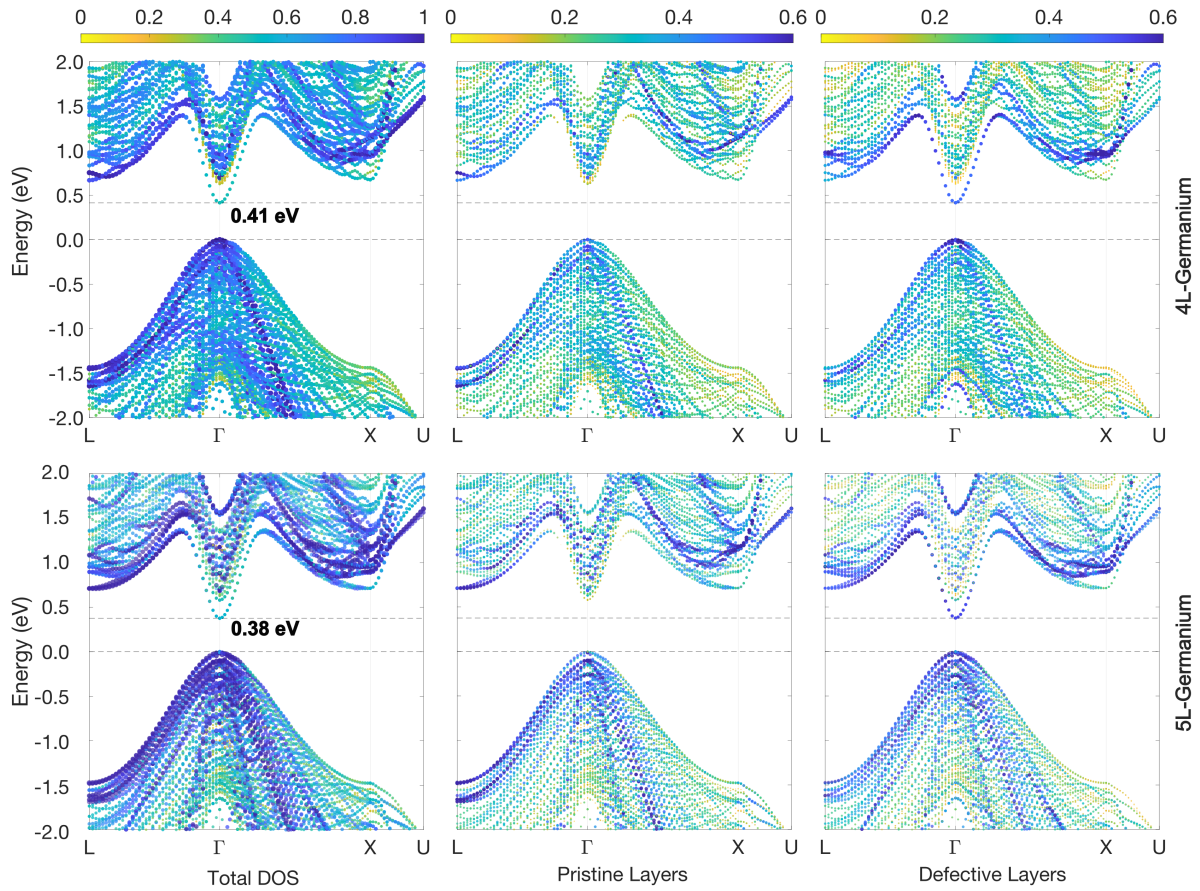 0 0.2 0.4 0.6 0.8 1
0 0.2 0.4 0.6
0 0.2 0.4 0.6
2.0
1.5
1.0
0.5
0.0
-0.5
-1.0
-1.5
-2.0
Energy (eV)
0.41 eV
L Γ X U
L Γ X U
L Γ X U
4L-Germanium
2.0
1.5
1.0
0.5
0.0
-0.5
-1.0
-1.5
-2.0
Energy (eV)
0.38 eV
L Γ X U
L Γ X U
L Γ X U
5L-Germanium
Total DOS
Pristine Layers
Defective Layers